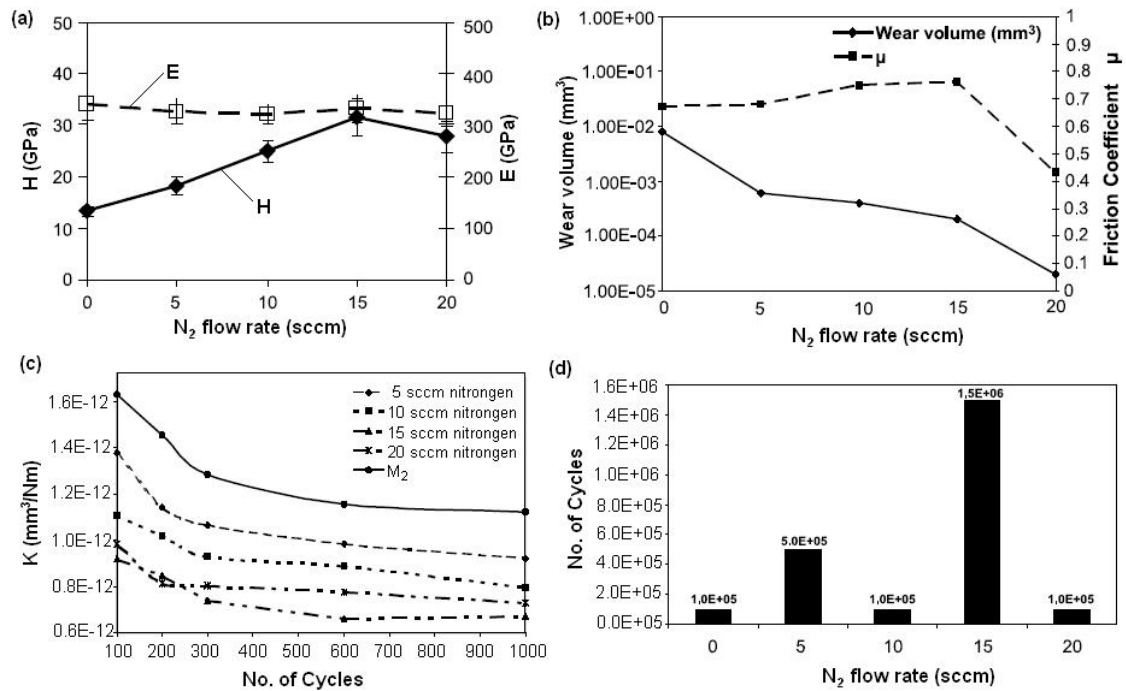 (a)
50
40
30
20
10
0
H (GPa)
500
400
300
200
100
0
E (GPa)
E
H
0 5 10 15 20
N₂ flow rate (sccm)
(b)
1.00E+00
1.00E-01
1.00E-02
1.00E-03
1.00E-04
1.00E-05
Wear volume (mm³)
Wear volume (mm³)
μ
1
0.9
0.8
0.7
0.6
0.5
0.4
0.3
0.2
0.1
0
Friction Coefficient μ
0 5 10 15 20
N₂ flow rate (sccm)
(c)
1.6E-12
1.4E-12
1.2E-12
1.0E-12
0.8E-12
0.6E-12
K (mm³/Nm)
5 sccm nitrongen
10 sccm nitrongen
15 sccm nitrongen
20 sccm nitrongen
M₂
100 200 300 400 500 600 700 800 900 1000
No. of Cycles
(d)
1.6E+06
1.4E+06
1.2E+06
1.0E+06
8.0E+05
6.0E+05
4.0E+05
2.0E+05
0.0E+05
No. of Cycles
1,0E+05
5.0E+05
1,0E+05
1,5E+06
1,0E+05
0 5 10 15 20
N₂ flow rate (sccm)